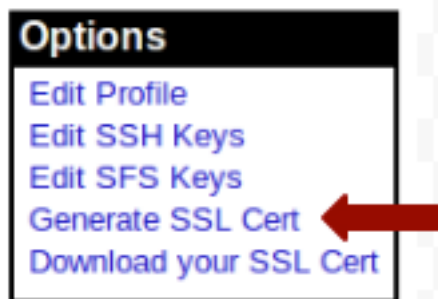 Options
Edit Profile
Edit SSH Keys
Edit SFS Keys
Generate SSL Cert
Download your SSL Cert